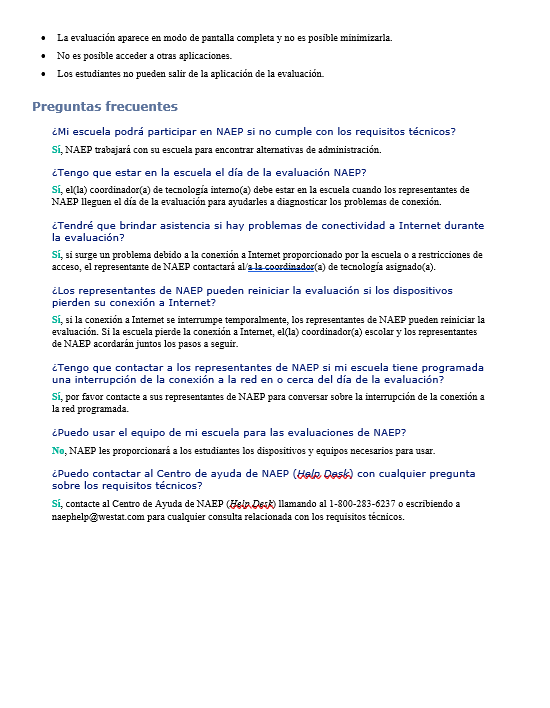 • La evaluación aparece en modo de pantalla completa y no es posible minimizarla.
• No es posible acceder a otras aplicaciones.
• Los estudiantes no pueden salir de la aplicación de la evaluación.
Preguntas frecuentes
¿Mi escuela podrá participar en NAEP si no cumple con los requisitos técnicos?
Sí, NAEP trabajará con su escuela para encontrar alternativas de administración.
¿Tengo que estar en la escuela el día de la evaluación NAEP?
Sí, el(la) coordinador(a) de tecnología interno(a) debe estar en la escuela cuando los representantes de
NAEP lleguen el día de la evaluación para ayudarles a diagnosticar los problemas de conexión.
¿Tendré que brindar asistencia si hay problemas de conectividad a Internet durante
la evaluación?
Sí, si surge un problema debido a la conexión a Internet proporcionado por la escuela o a restricciones de
acceso, el representante de NAEP contactará al/a la coordinador(a) de tecnología asignado(a).
¿Los representantes de NAEP pueden reiniciar la evaluación si los dispositivos
pierden su conexión a Internet?
Sí, si la conexión a Internet se interrumpe temporalmente, los representantes de NAEP pueden reiniciar la
evaluación. Si la escuela pierde la conexión a Internet, el(la) coordinador(a) escolar y los representantes
de NAEP acordarán juntos los pasos a seguir.
¿Tengo que contactar a los representantes de NAEP si mi escuela tiene programada
una interrupción de la conexión a la red en o cerca del día de la evaluación?
Sí, por favor contacte a sus representantes de NAEP para conversar sobre la interrupción de la conexión a
la red programada.
¿Puedo usar el equipo de mi escuela para las evaluaciones de NAEP?
No, NAEP les proporcionará a los estudiantes los dispositivos y equipos necesarios para usar.
¿Puedo contactar al Centro de ayuda de NAEP (Help Desk) con cualquier pregunta
sobre los requisitos técnicos?
Sí, contacte al Centro de Ayuda de NAEP (Help Desk) llamando al 1-800-283-6237 o escribiendo a
naephelp@westat.com para cualquier consulta relacionada con los requisitos técnicos.